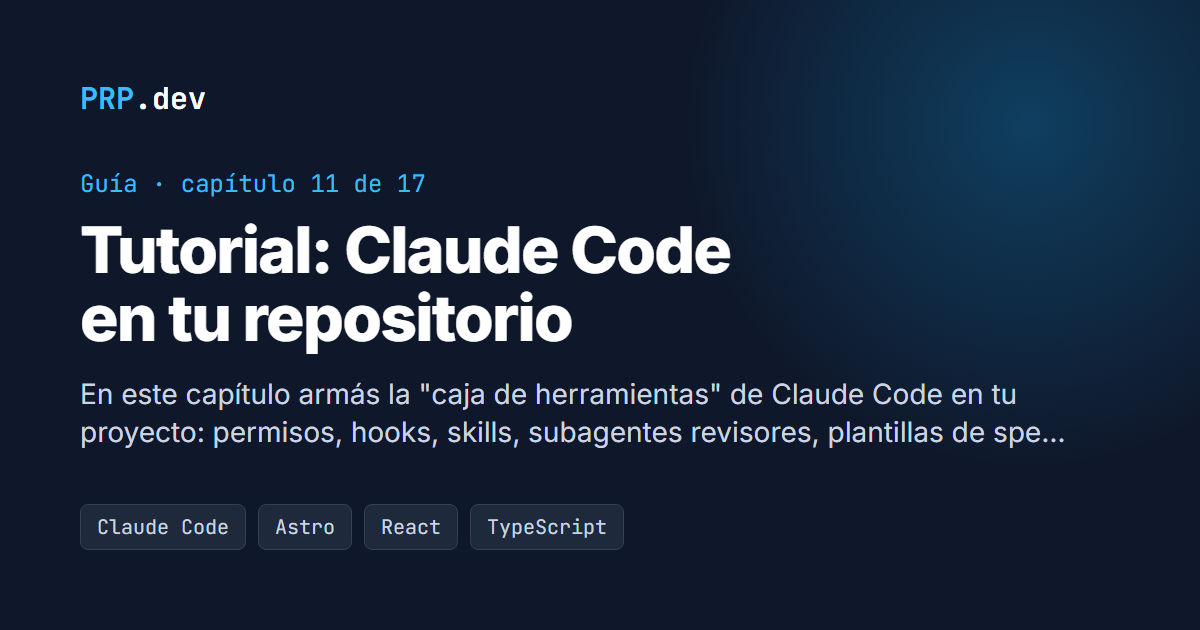 PRP.dev
Guía · capítulo 11 de 17
Tutorial: Claude Code
en tu repositorio
En este capítulo armás la "caja de herramientas" de Claude Code en tu
proyecto: permisos, hooks, skills, subagentes revisores, plantillas de spe...
Claude Code
Astro
React
TypeScript